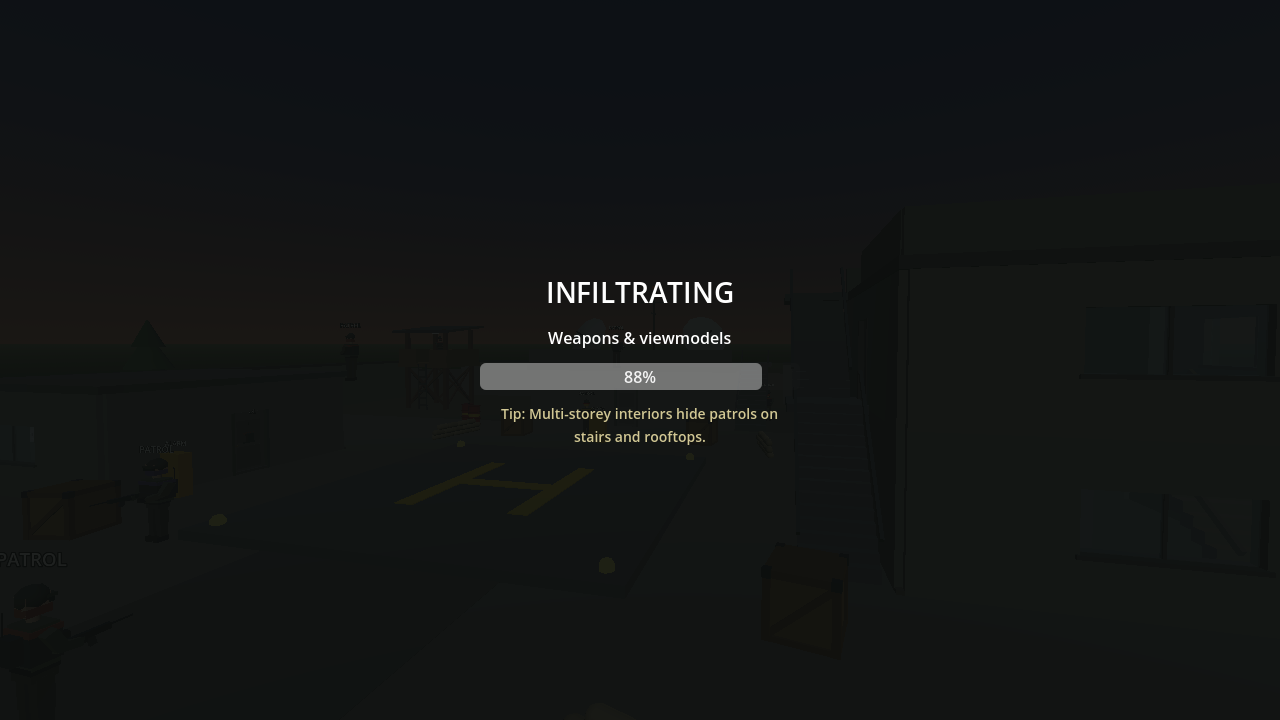 INFILTRATING
Weapons & viewmodels
88%
Tip: Multi-storey interiors hide patrols on
stairs and rooftops.
PATROL